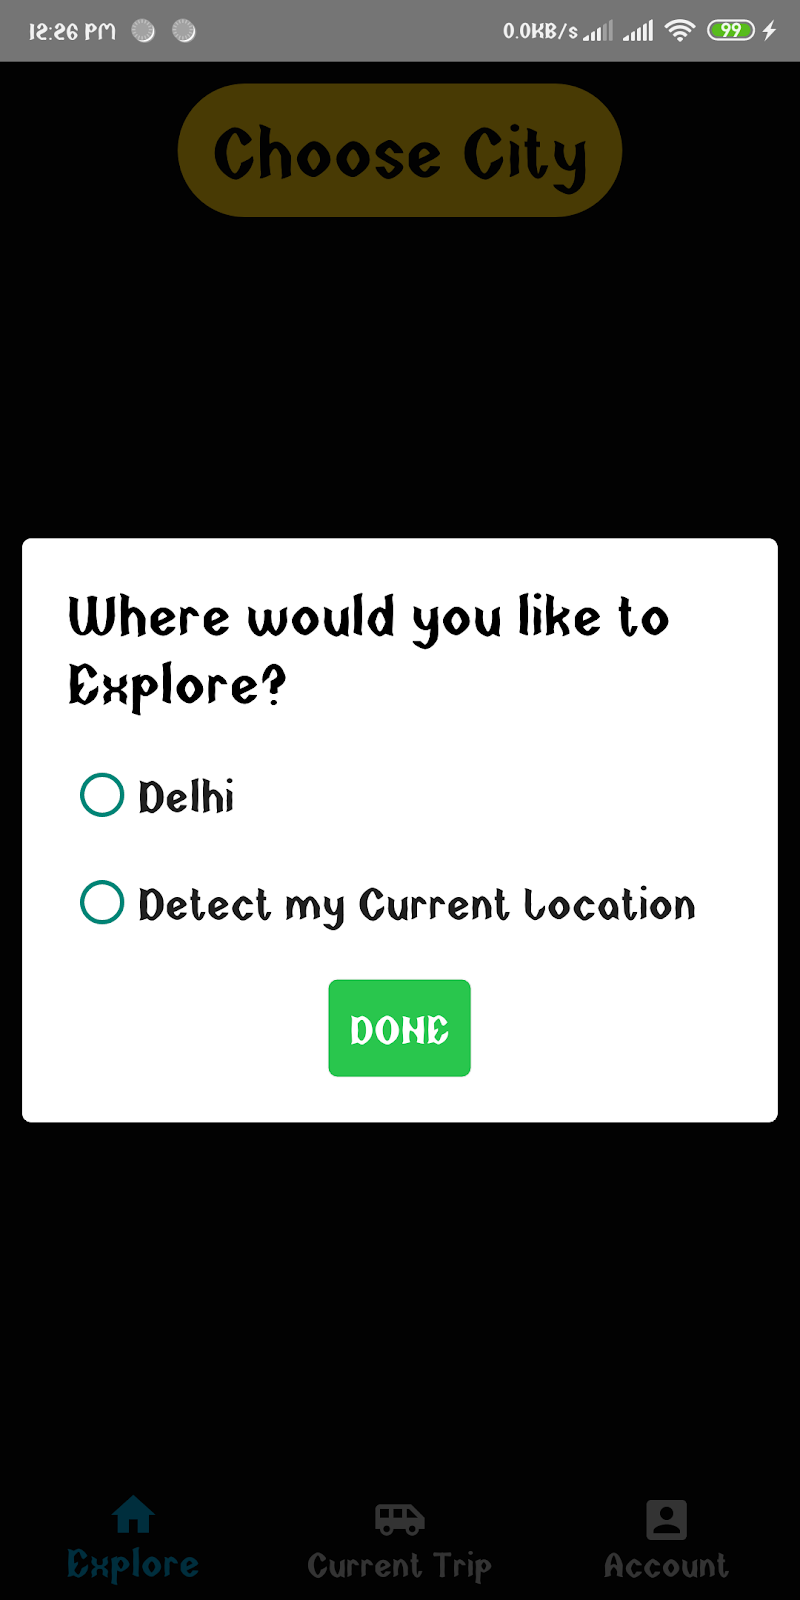 12:26 PM 0.0KB/s 99
Choose City
Where would you like to
Explore?
Delhi
Detect my Current Location
DONE
Explore Current Trip Account